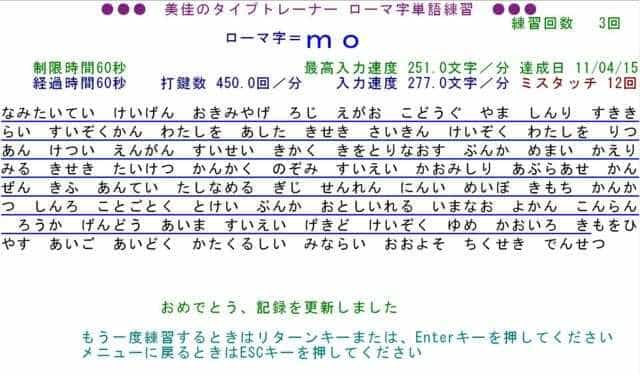 ●●● 美佳のタイプトレーナー ローマ字単語練習 ●●●
練習回数 3回
ローマ字＝ｍｏ
制限時間60秒 最高入力速度 251.0文字／分 達成日 11/04/15
経過時間60秒 打鍵数 450.0回／分 入力速度 277.0文字／分 ミスタッチ 12回
なみたいてい けいげん おきみやげ ろじ えがお こどうぐ やま しんり すきき
らい すいぞくかん わたしを あした きせき さいきん けいぞく わたしを りつ
あん けつい えんがん すいせい きかく きをとりなおす ぶんか めまい かえり
みる きせき たいけつ かんかく のぞみ すいえい かおみしり あぶらあせ かん
ぜん きふ あんてい たしなめる ぎじ せんれん にんい めいぼ きもち かんか
つ しんろ ことごとく とけい ぶんか おとしいれる いまなお よかん こんらん
ろうか げんどう あいま すいえい げきど けいぞく ゆめ かおいろ きもをひ
やす あいご あいどく かたくるしい みならい おおよそ ちくせき でんせつ
おめでとう、記録を更新しました
もう一度練習するときはリターンキーまたは、Enterキーを押してください
メニューに戻るときはESCキーを押してください